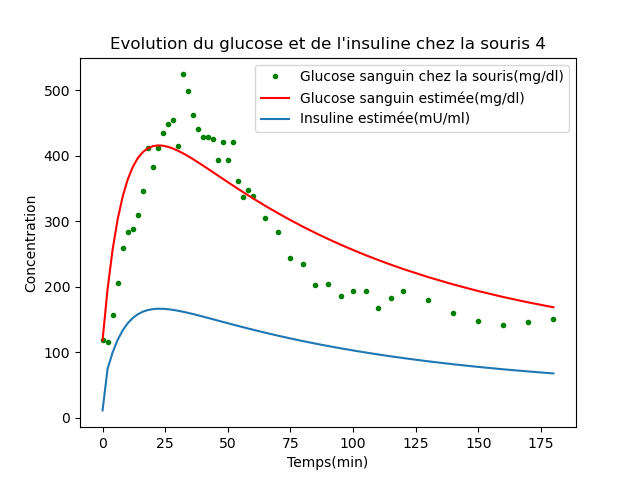 Evolution du glucose et de l'insuline chez la souris 4
Glucose sanguin chez la souris(mg/dl)
Glucose sanguin estimée(mg/dl)
Insuline estimée(mU/ml)
Concentration
500
400
300
200
100
0
0 25 50 75 100 125 150 175
Temps(min)